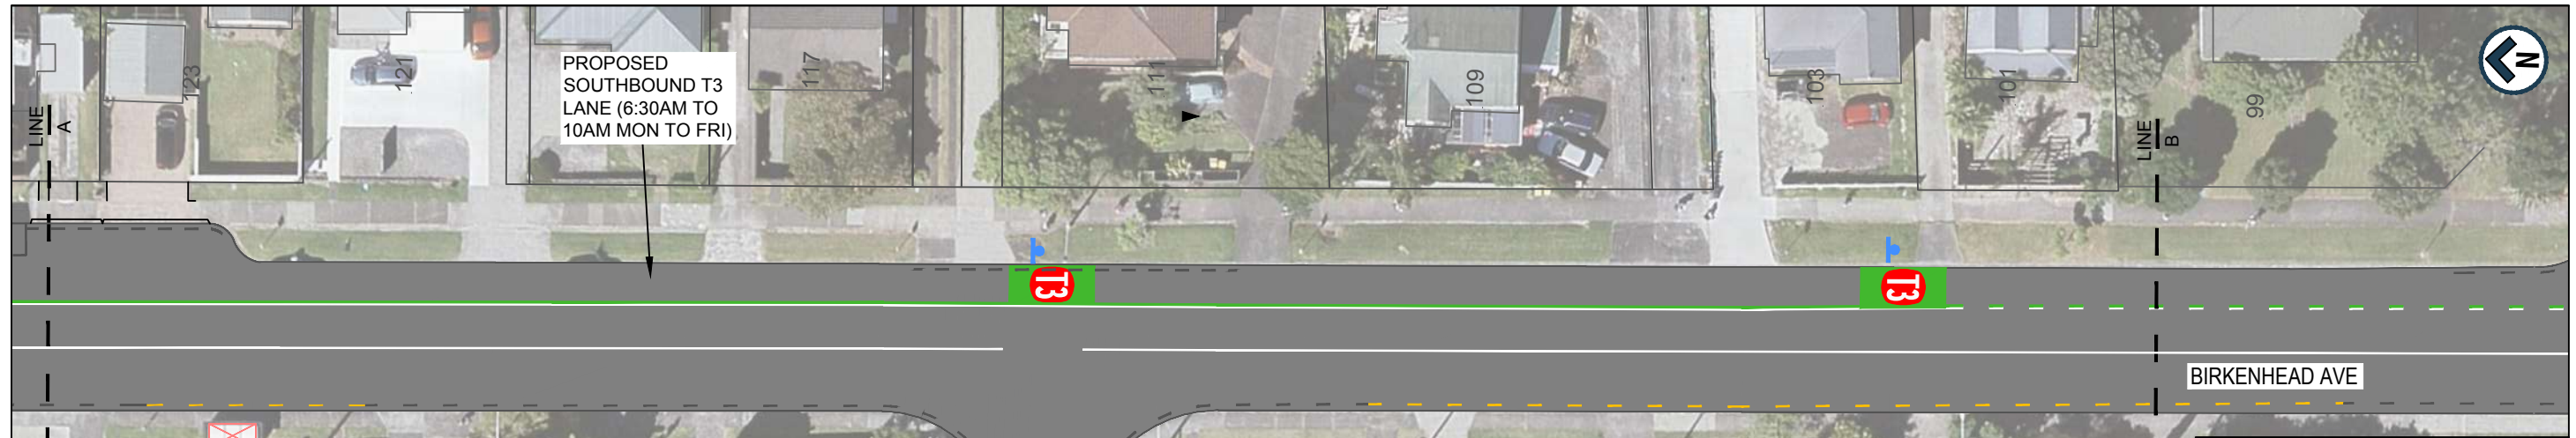 LINE
A
123
121
PROPOSED
SOUTHBOUND T3
LANE (6:30AM TO
10AM MON TO FRI)
117
111
109
103
101
LINE
B
99
N
T3
T3
BIRKENHEAD AVE